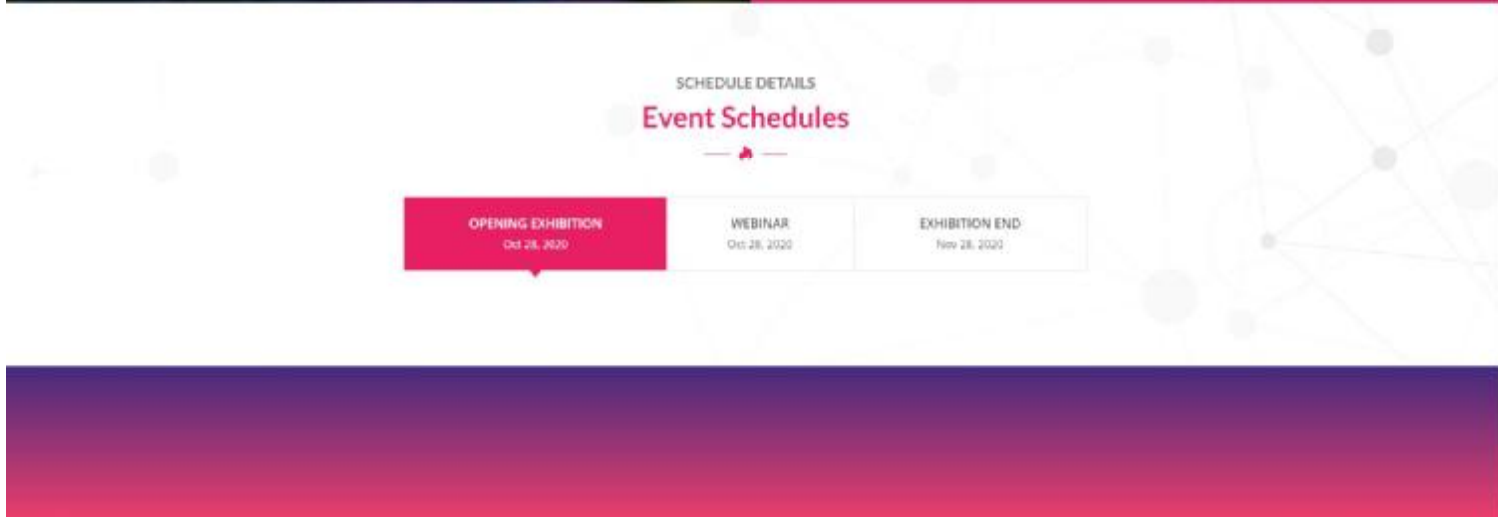 SCHEDULE DETAILS
Event Schedules
OPENING EXHIBITION
Oct 28, 2020
WEBINAR
Oct 28, 2020
EXHIBITION END
Nov 28, 2020